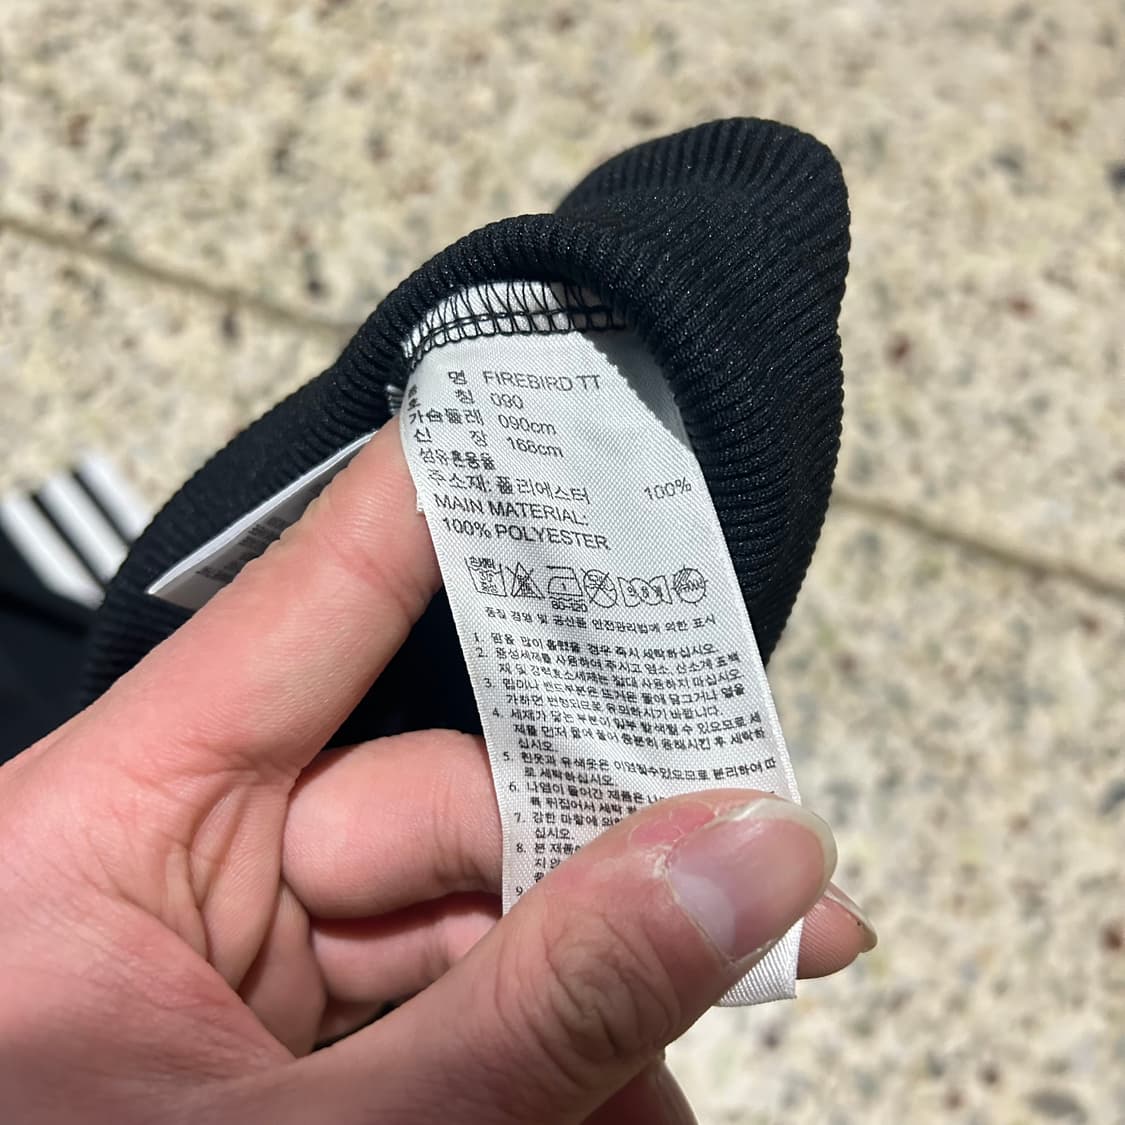 명 FIREBIRD TT
호 칭 090
가슴둘레 090cm
신 장 168cm
섬유혼용율
주소재: 폴리에스터 100%
MAIN MATERIAL:
100% POLYESTER
80-120
품질 경영 및 공산품 안전관리법에 의한 표시
1. 땀을 많이 흘렸을 경우 즉시 세탁하십시오.
2. 중성세제를 사용하여 주시고 염소 산소계 표백
제 및 강력효소세제는 절대 사용하지 마십시오.
3. 립이나 밴드부분은 뜨거운 물에 담그거나 열을
가하면 변형되므로 유의하시기 바랍니다.
4. 세제가 닿는 부분이 일부 탈색될 수 있으므로 세
제를 먼저 물에 풀어 충분히 용해시킨 후 세탁하
십시오.
5. 흰옷과 유색옷은 이염될수있으므로 분리하여 따
로 세탁하십시오.
6. 나염이 들어간 제품은
를 뒤집어서 세탁
7. 강한 마찰에 의
십시오.
8. 본 제품
지
9.